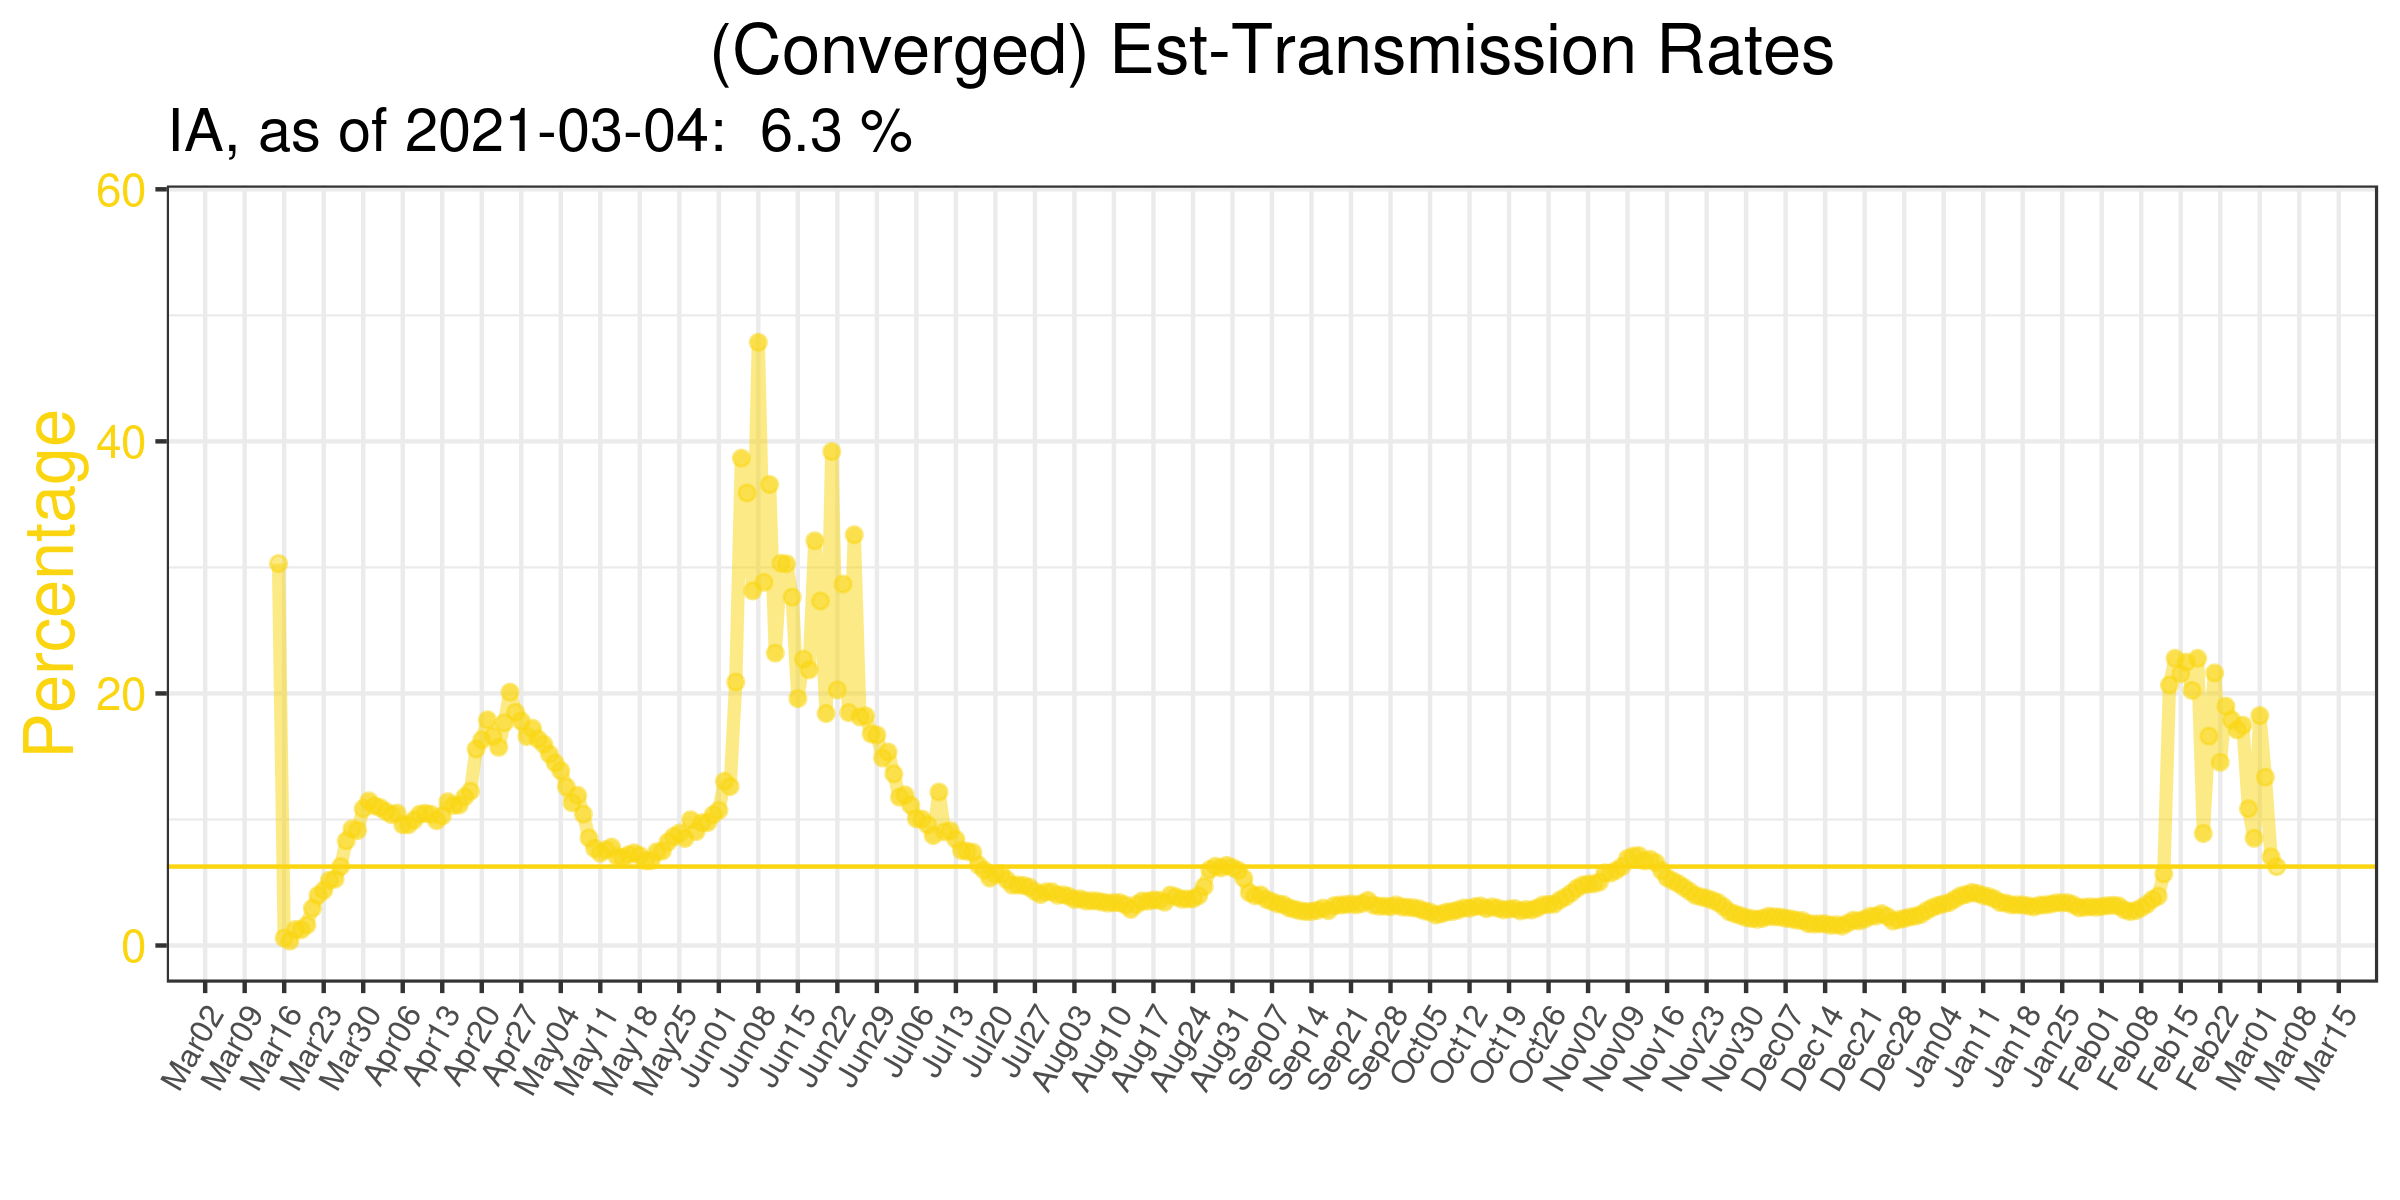 (Converged) Est-Transmission Rates
IA, as of 2021-03-04:  6.3 %
Percentage
60
40
20
0
Mar02
Mar09
Mar16
Mar23
Mar30
Apr06
Apr13
Apr20
Apr27
May04
May11
May18
May25
Jun01
Jun08
Jun15
Jun22
Jun29
Jul06
Jul13
Jul20
Jul27
Aug03
Aug10
Aug17
Aug24
Aug31
Sep07
Sep14
Sep21
Sep28
Oct05
Oct12
Oct19
Oct26
Nov02
Nov09
Nov16
Nov23
Nov30
Dec07
Dec14
Dec21
Dec28
Jan04
Jan11
Jan18
Jan25
Feb01
Feb08
Feb15
Feb22
Mar01
Mar08
Mar15